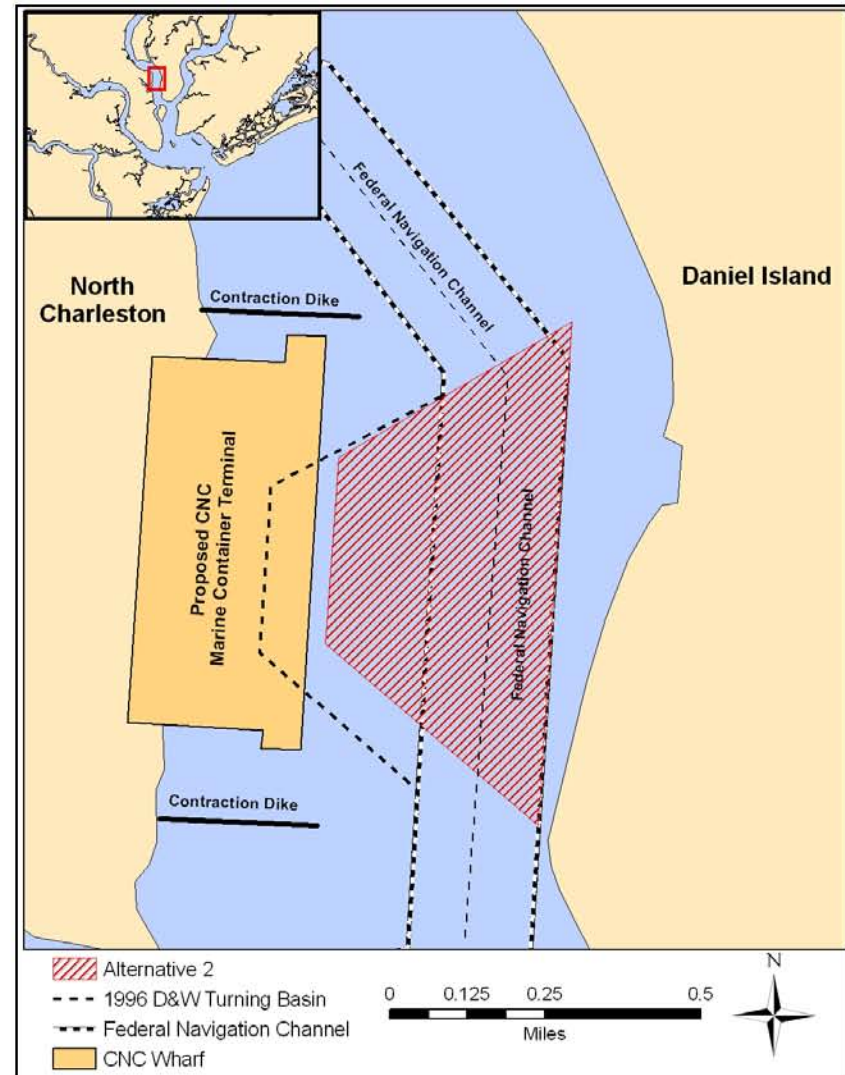 Federal Navigation Channel
North
Charleston
Contraction Dike
Daniel Island
Proposed CNC
Marine Container Terminal
Federal Navigation Channel
Contraction Dike
Alternative 2
1996 D&W Turning Basin
Federal Navigation Channel
CNC Wharf
0 0.125 0.25 0.5
Miles
N